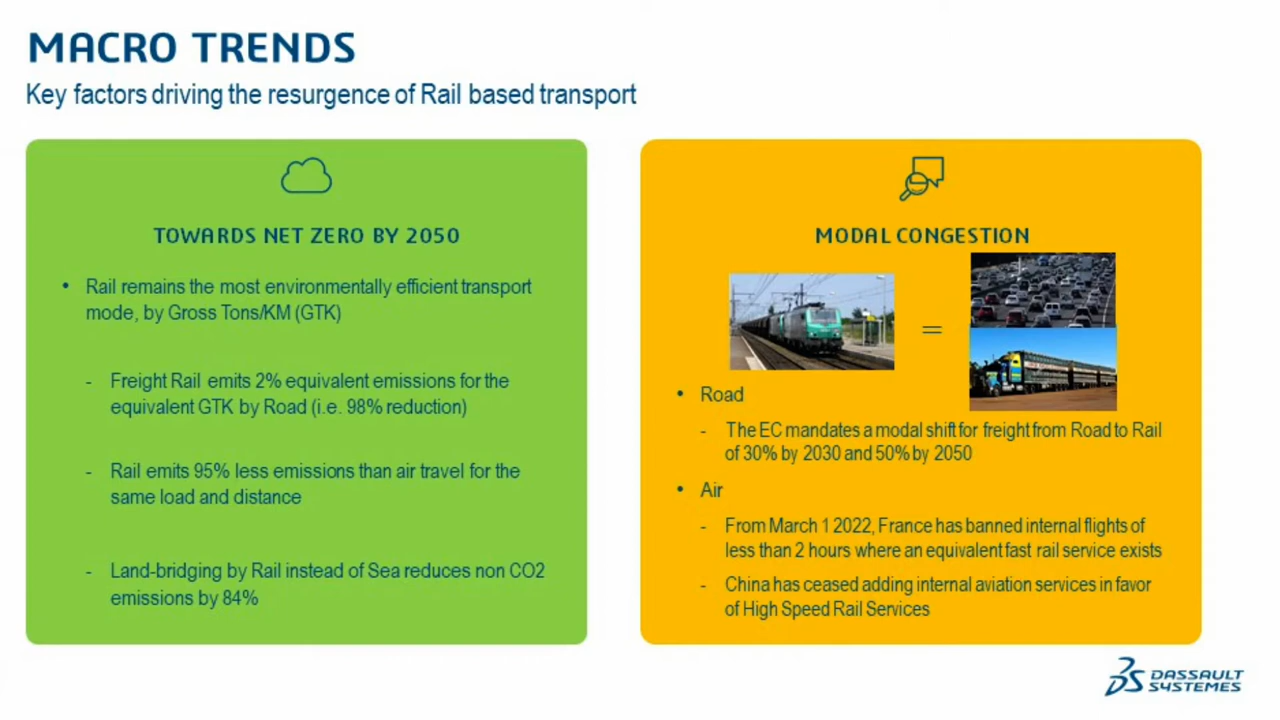 MACRO TRENDS
Key factors driving the resurgence of Rail based transport
TOWARDS NET ZERO BY 2050
• Rail remains the most environmentally efficient transport
mode, by Gross Tons/KM (GTK)
- Freight Rail emits 2% equivalent emissions for the
equivalent GTK by Road (i.e. 98% reduction)
- Rail emits 95% less emissions than air travel for the
same load and distance
- Land-bridging by Rail instead of Sea reduces non CO2
emissions by 84%
MODAL CONGESTION
=
• Road
- The EC mandates a modal shift for freight from Road to Rail
of 30% by 2030 and 50% by 2050
• Air
- From March 1 2022, France has banned internal flights of
less than 2 hours where an equivalent fast rail service exists
- China has ceased adding internal aviation services in favor
of High Speed Rail Services
DASSAULT
SYSTEMES